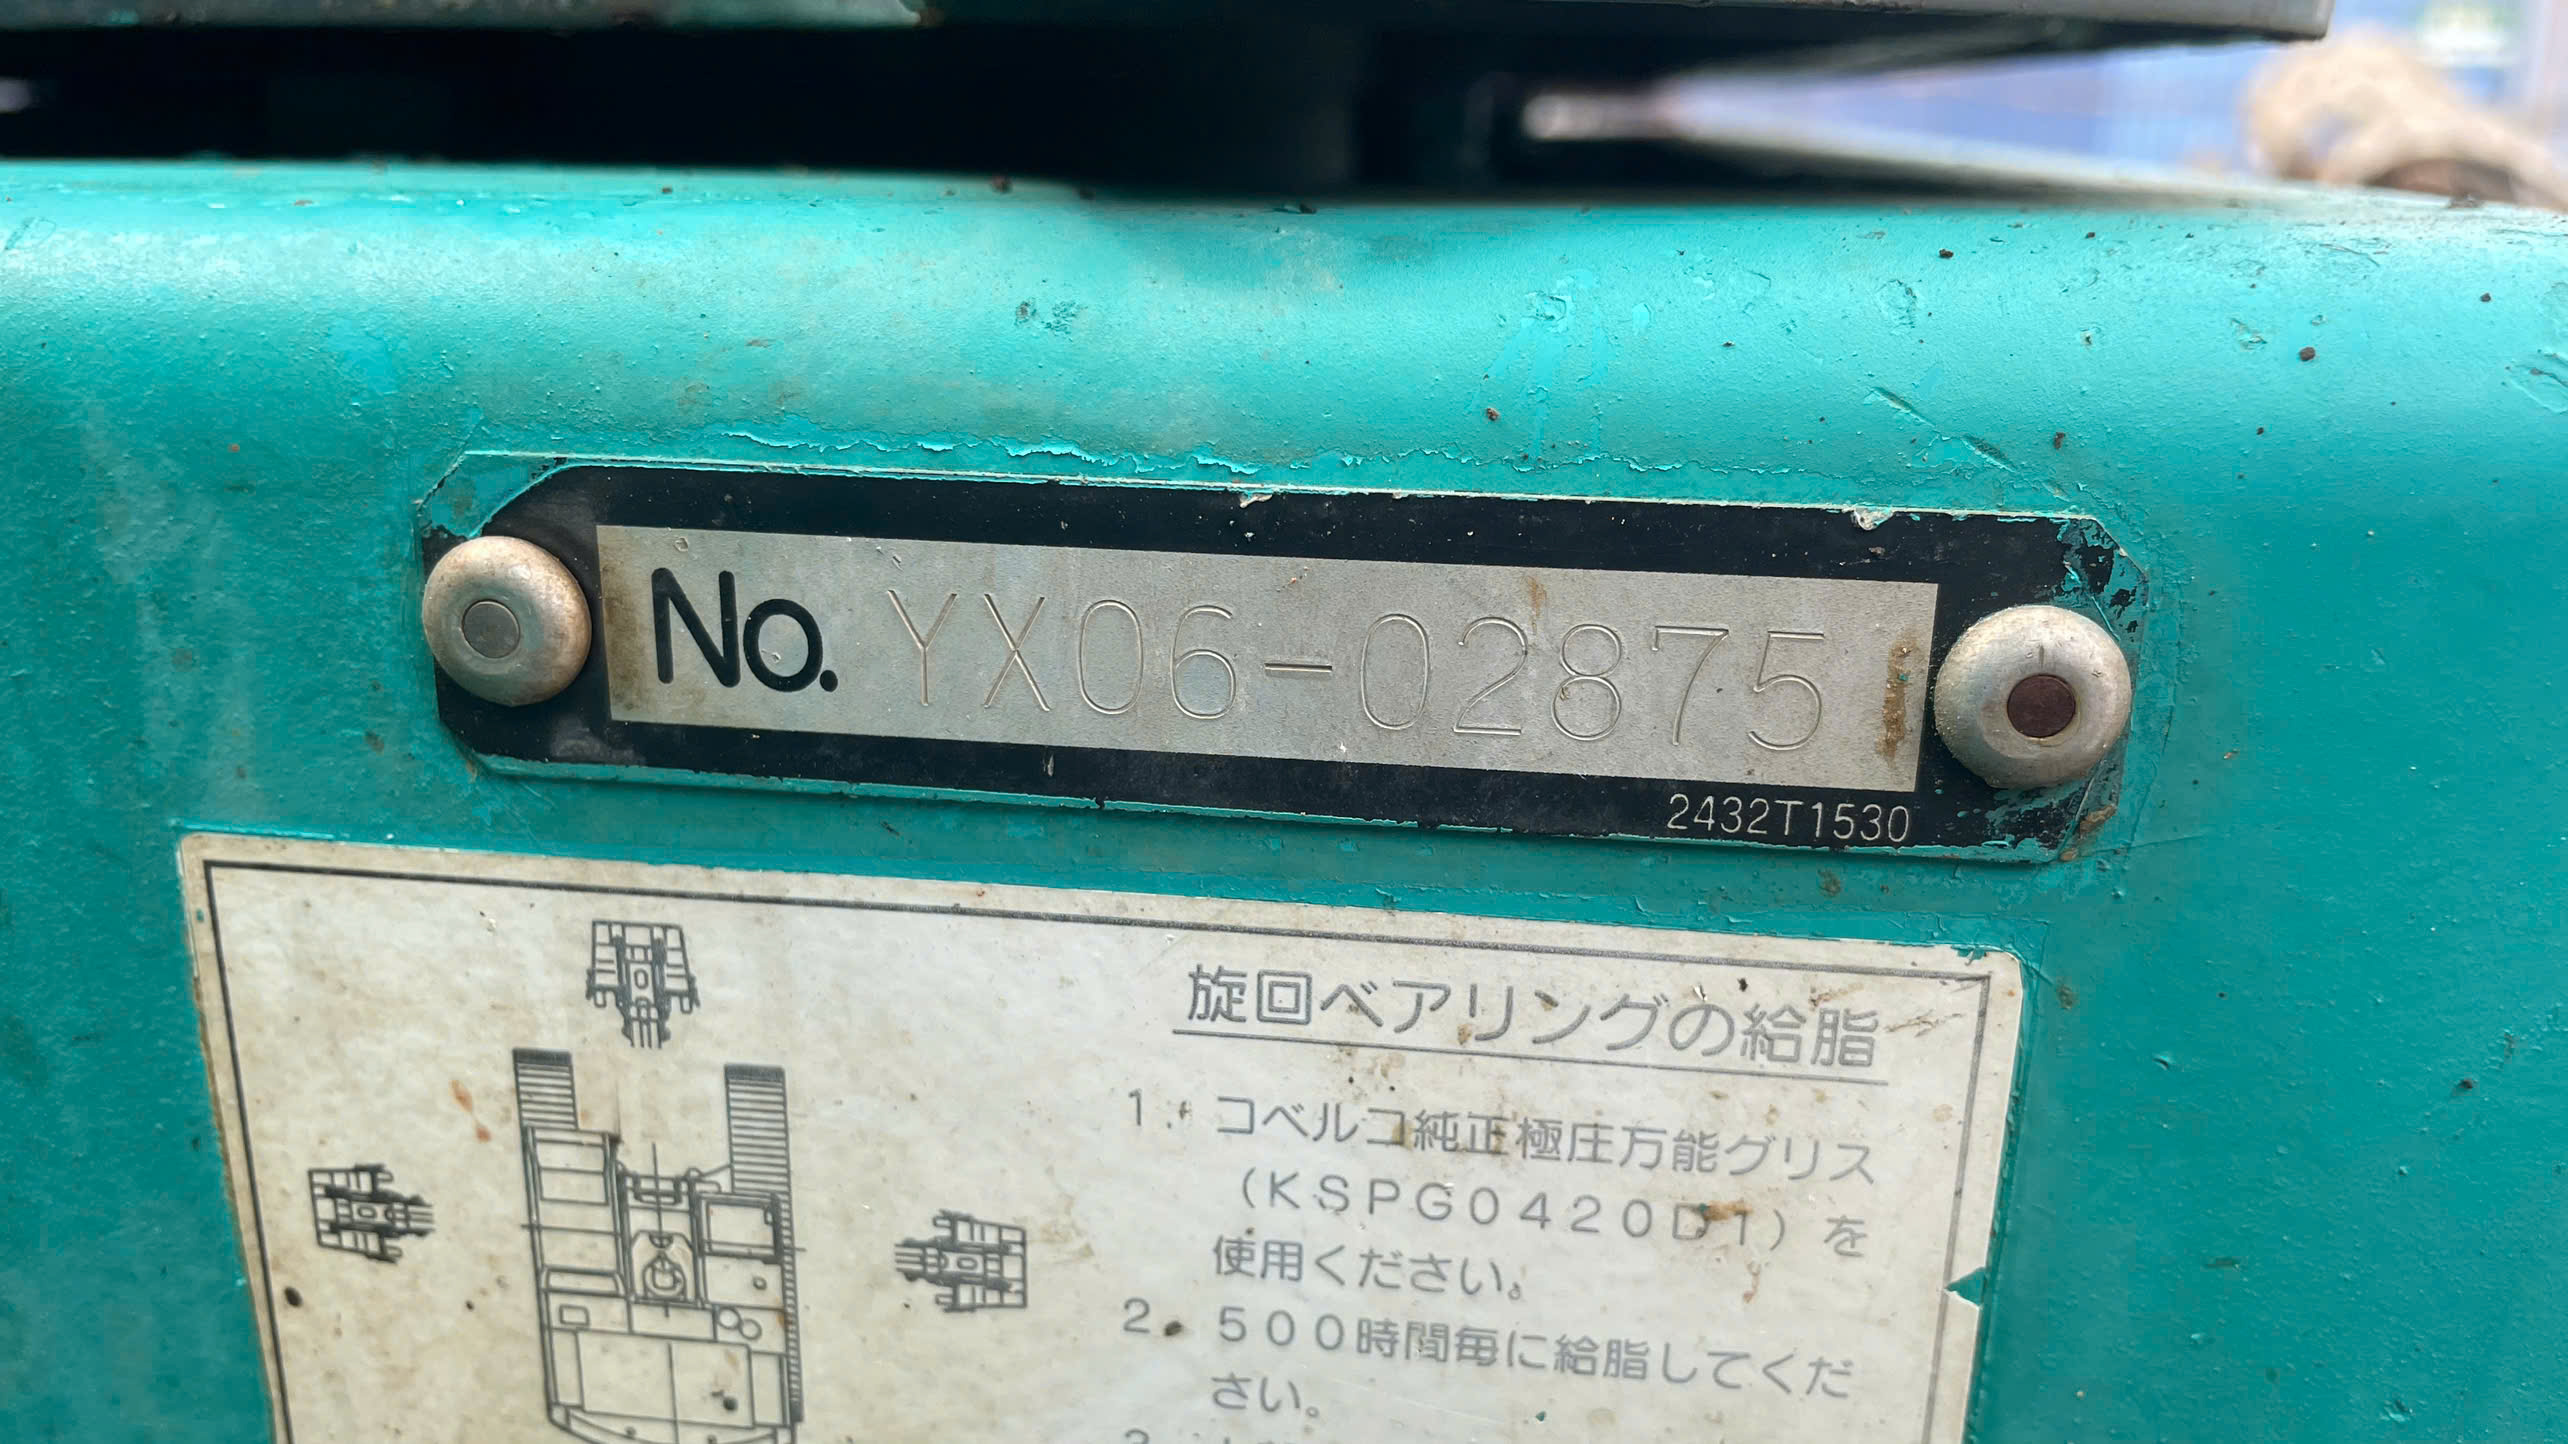 No. YX06-02875
2432T1530
旋回ベアリングの給脂
1. コベルコ純正極圧万能グリス
(KSPG0420D1)を
使用ください。
2. 500時間毎に給脂してくだ
さい。